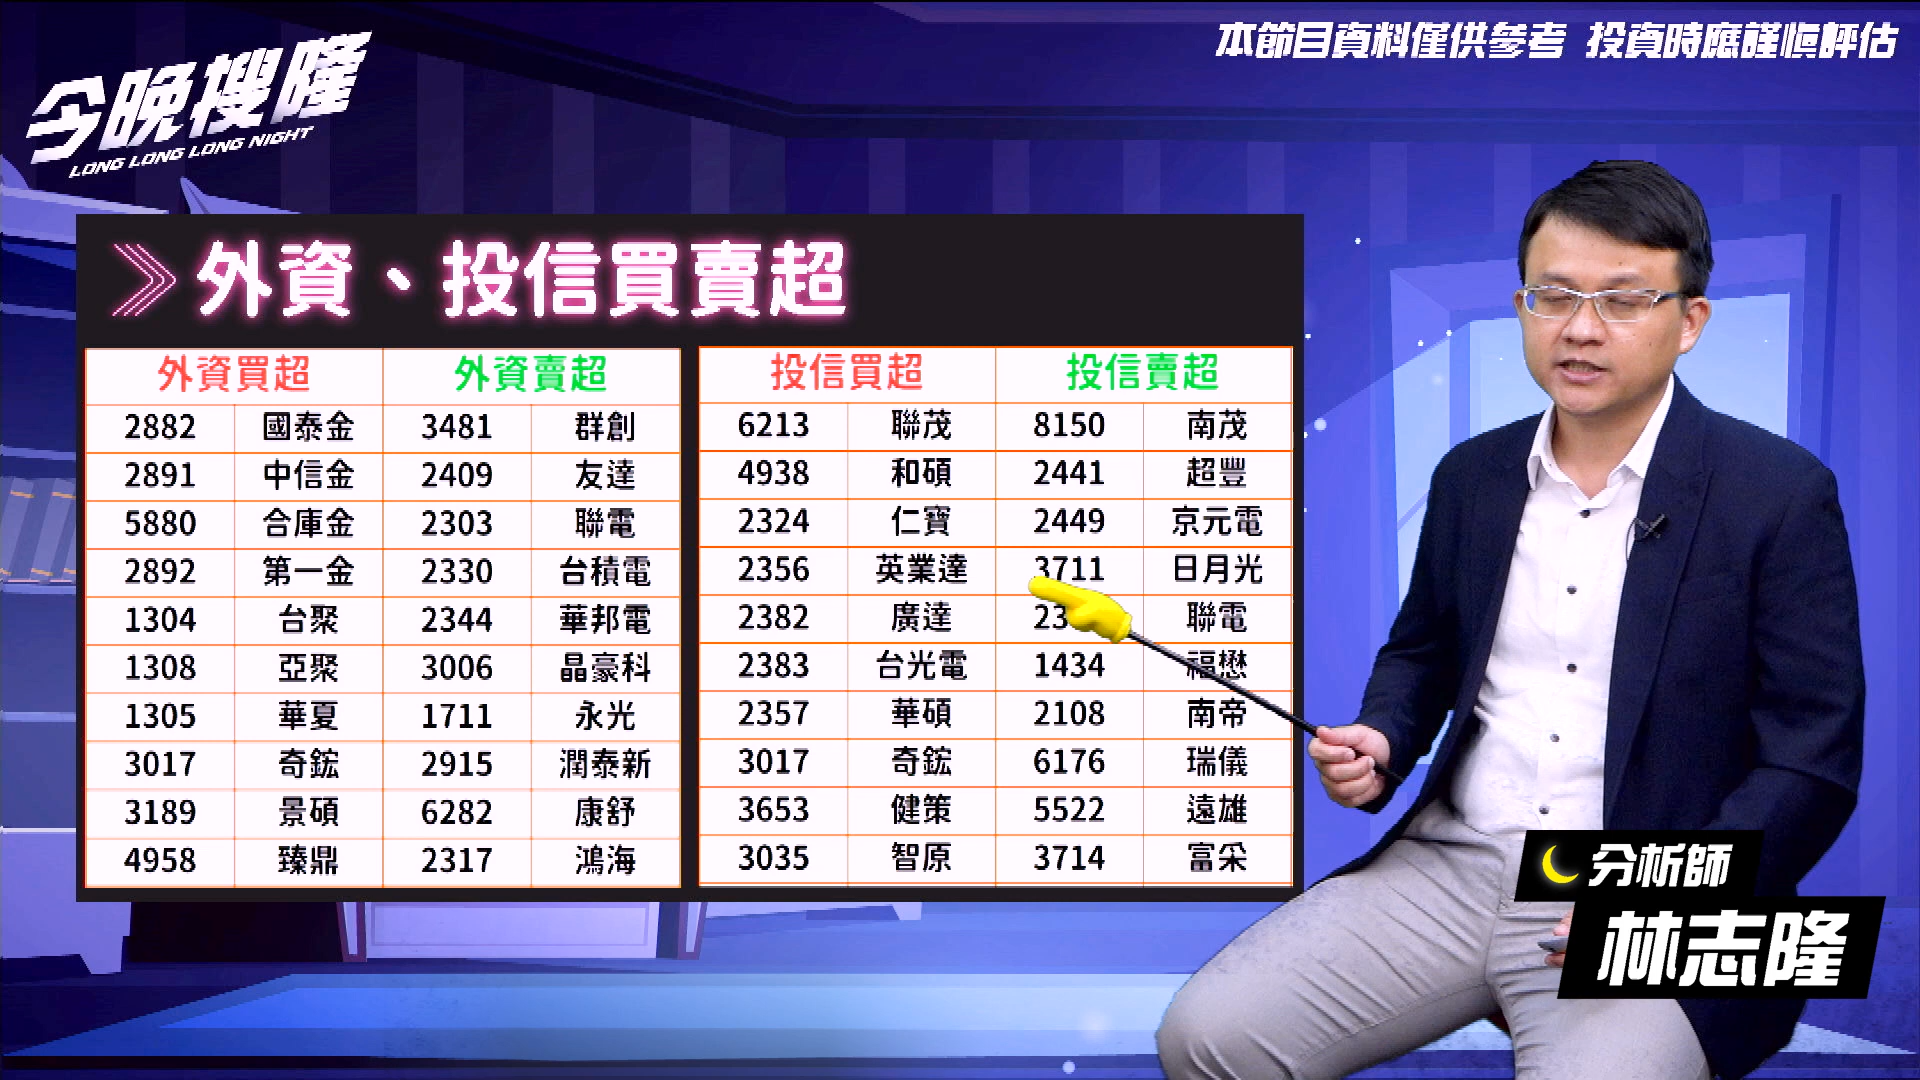 今晚搜隆
LONG LONG LONG NIGHT
本節目資料僅供參考 投資時應謹慎評估
外資、投信買賣超
外資買超 外資賣超
2882 國泰金 3481 群創
2891 中信金 2409 友達
5880 合庫金 2303 聯電
2892 第一金 2330 台積電
1304 台聚 2344 華邦電
1308 亞聚 3006 晶豪科
1305 華夏 1711 永光
3017 奇鋐 2915 潤泰新
3189 景碩 6282 康舒
4958 臻鼎 2317 鴻海
投信買超 投信賣超
6213 聯茂 8150 南茂
4938 和碩 2441 超豐
2324 仁寶 2449 京元電
2356 英業達 3711 日月光
2382 廣達 聯電
2383 台光電 1434 福懋
2357 華碩 2108 南帝
3017 奇鋐 6176 瑞儀
3653 健策 5522 遠雄
3035 智原 3714 富采
分析師
林志隆